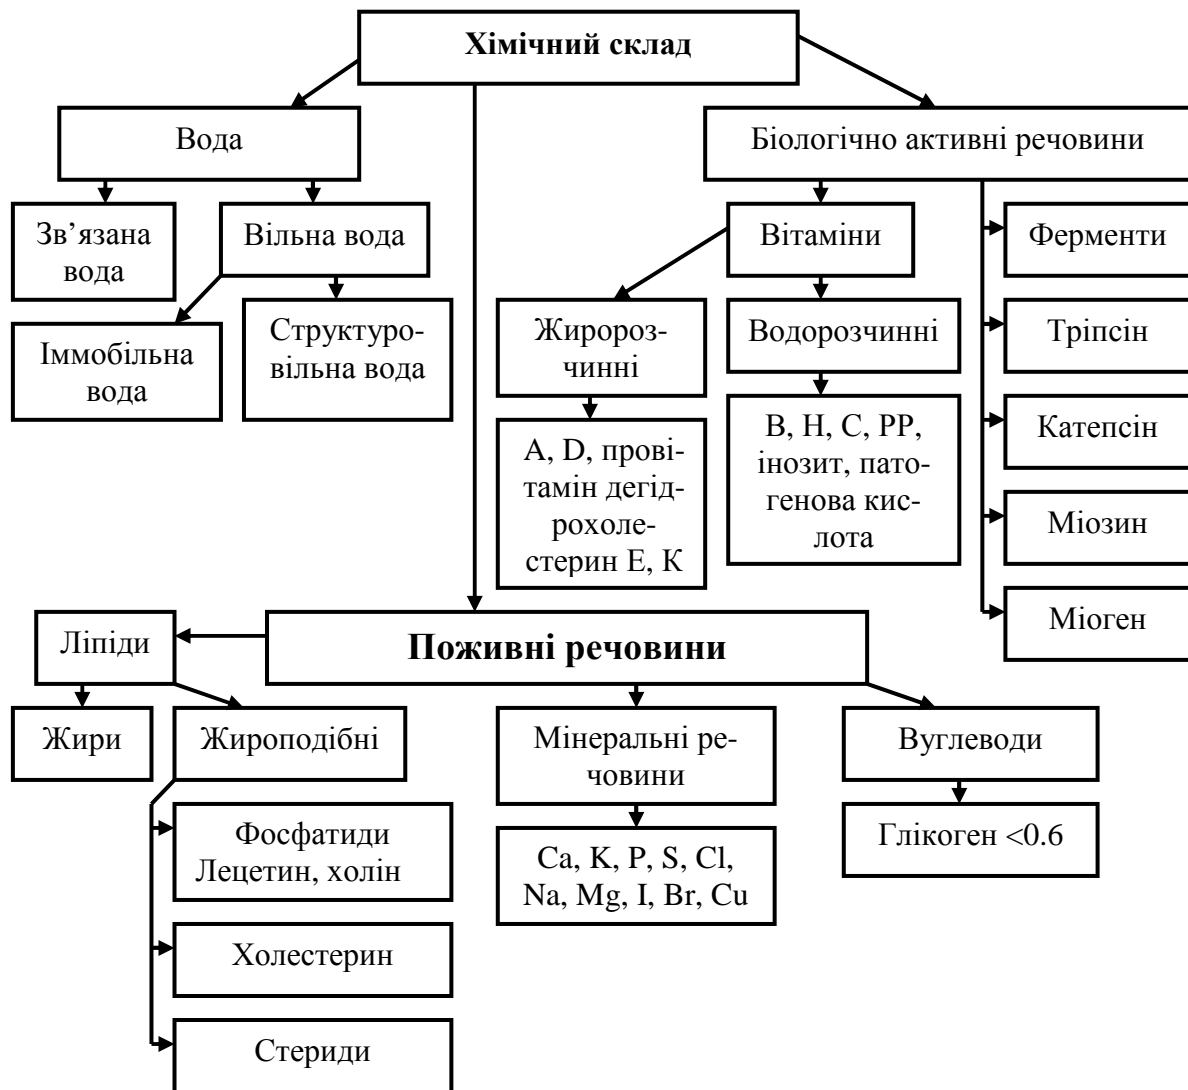 Хімічний склад
Вода
Біологічно активні речовини
Зв’язана
вода
Вільна вода
Вітаміни
Ферменти
Іммобільна
вода
Структуро-
вільна вода
Жиророз-
чинні
Водорозчинні
Тріпсін
A, D, прові-
тамін дегід-
рохоле-
стерин Е, К
В, Н, С, РР,
інозит, пато-
генова кис-
лота
Катепсін
Міозин
Міоген
Ліпіди
Поживні речовини
Жири
Жироподібні
Мінеральні ре-
човини
Вуглеводи
Фосфатиди
Лецетин, холін
Ca, K, P, S, Cl,
Na, Mg, I, Br, Cu
Глікоген <0.6
Холестерин
Стериди